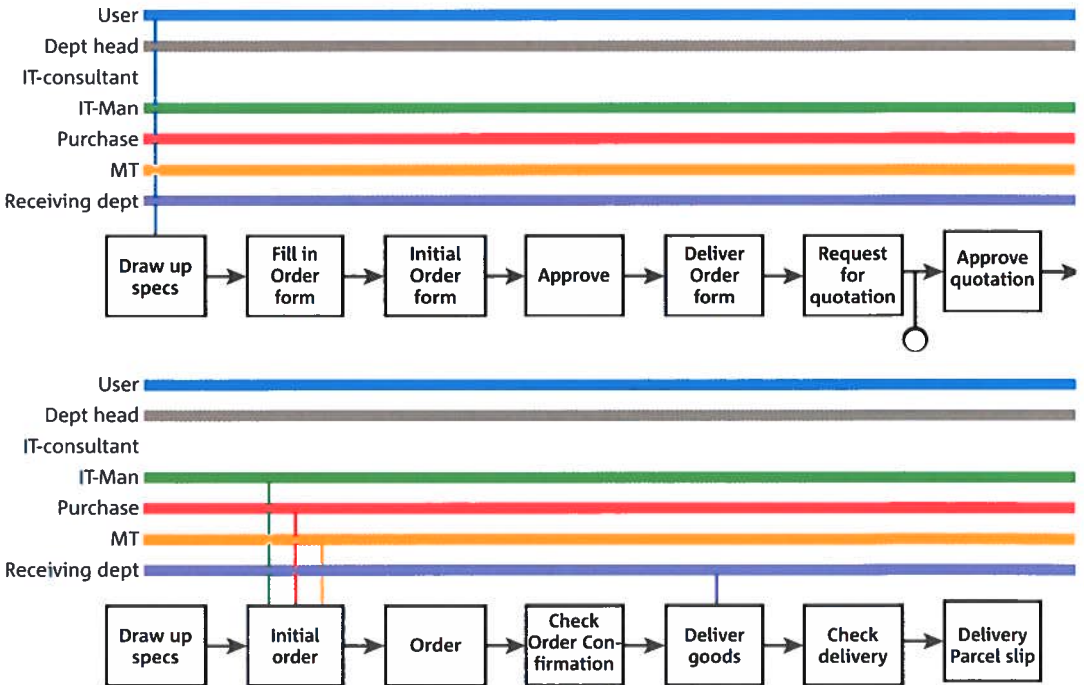 User
Dept head
IT-consultant
IT-Man
Purchase
MT
Receiving dept
Draw up
specs
Fill in
Order
form
Initial
Order
form
Approve
Deliver
Order
form
Request
for
quotation
Approve
quotation
User
Dept head
IT-consultant
IT-Man
Purchase
MT
Receiving dept
Draw up
specs
Initial
order
Order
Check
Order Con-
firmation
Deliver
goods
Check
delivery
Delivery
Parcel slip